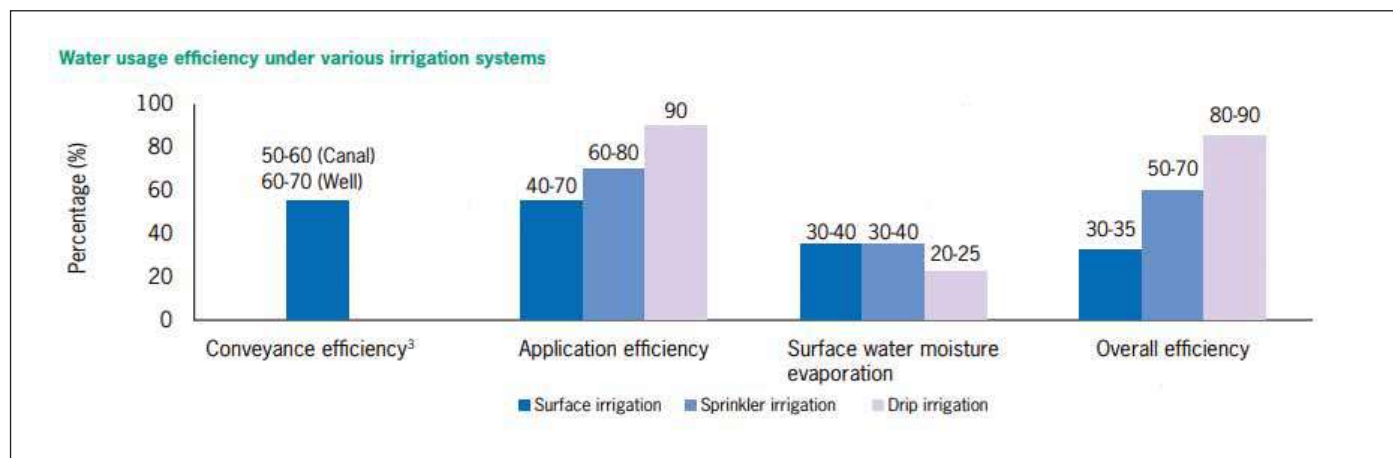 Water usage efficiency under various irrigation systems
Percentage (%)
100
80
60
40
20
0
50-60 (Canal)
60-70 (Well)
40-70
60-80
90
30-40
30-40
20-25
30-35
50-70
80-90
Conveyance efficiency³
Application efficiency
Surface water moisture
evaporation
Overall efficiency
Surface irrigation
Sprinkler irrigation
Drip irrigation